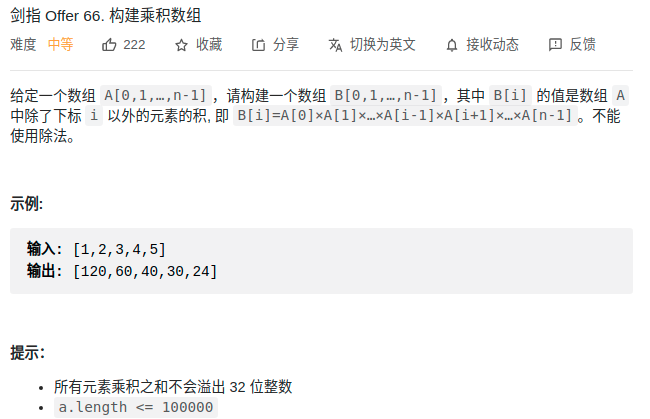 剑指 Offer 66. 构建乘积数组
难度 中等 222 收藏 分享 切换为英文 接收动态 反馈
给定一个数组 A[0,1,…,n-1]，请构建一个数组 B[0,1,…,n-1]，其中 B[i] 的值是数组 A
中除了下标 i 以外的元素的积, 即 B[i]=A[0]×A[1]×…×A[i-1]×A[i+1]×…×A[n-1]。不能
使用除法。
示例:
输入: [1,2,3,4,5]
输出: [120,60,40,30,24]
提示：
• 所有元素乘积之和不会溢出 32 位整数
• a.length <= 100000